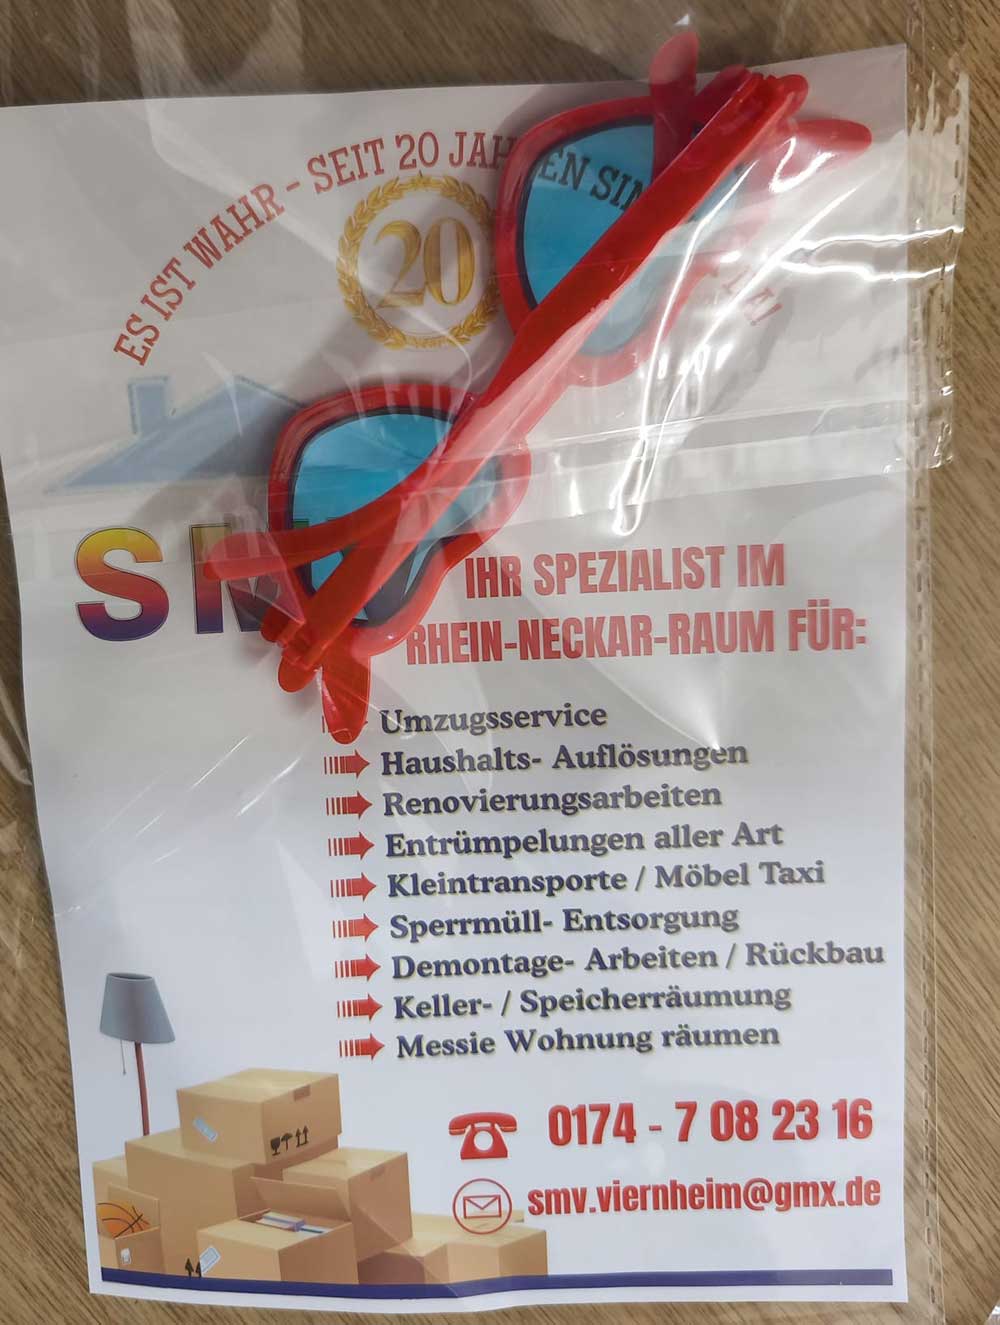 ES IST WAHR - SEIT 20 JAHREN SIND
20
IHR SPEZIALIST IM
RHEIN-NECKAR-RAUM FÜR:
Umzugsservice
Haushalts- Auflösungen
Renovierungsarbeiten
Entrümpelungen aller Art
Kleintransporte / Möbel Taxi
Sperrmüll- Entsorgung
Demontage- Arbeiten / Rückbau
Keller- / Speicherräumung
Messie Wohnung räumen
0174 - 7 08 23 16
smv.viernheim@gmx.de